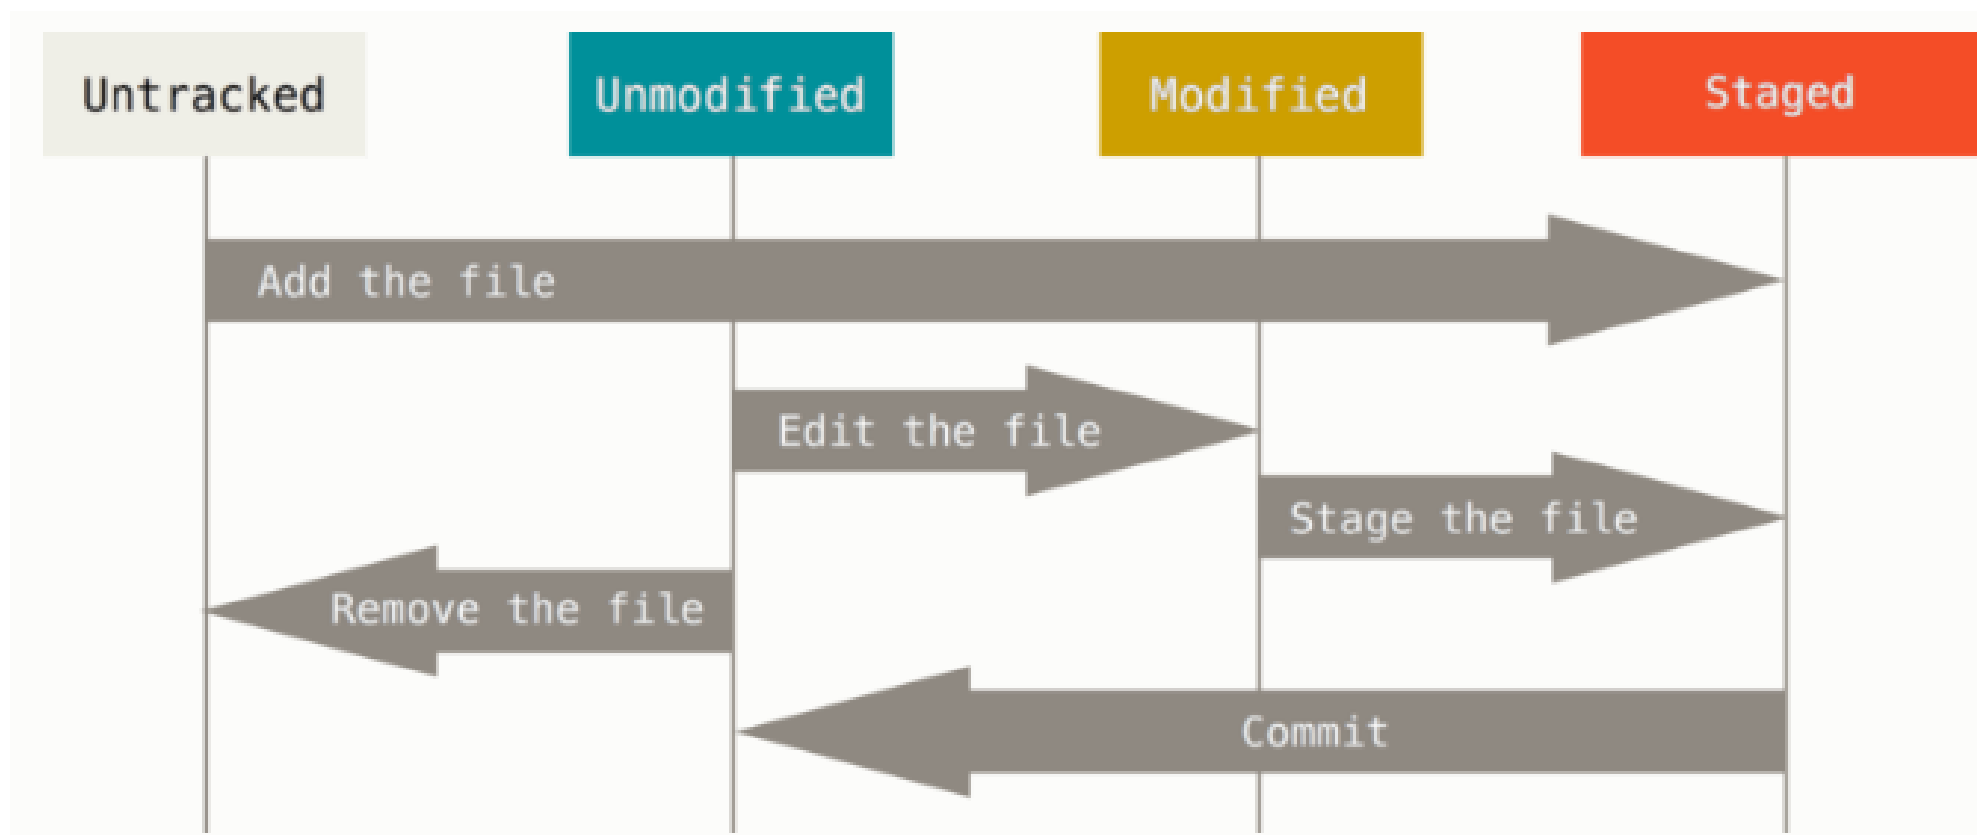 Untracked
Unmodified
Modified
Staged
Add the file
Edit the file
Stage the file
Remove the file
Commit